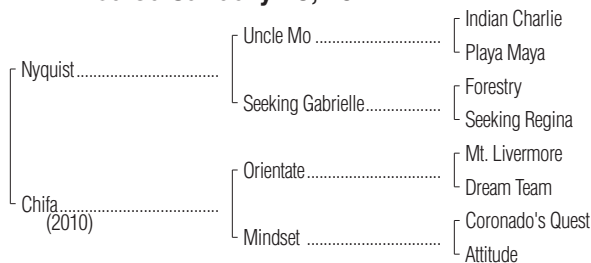 Indian Charlie
Uncle Mo
Playa Maya
Nyquist
Forestry
Seeking Gabrielle
Seeking Regina
Mt. Livermore
Orientate
Dream Team
Chifa
(2010)
Coronado's Quest
Mindset
Attitude